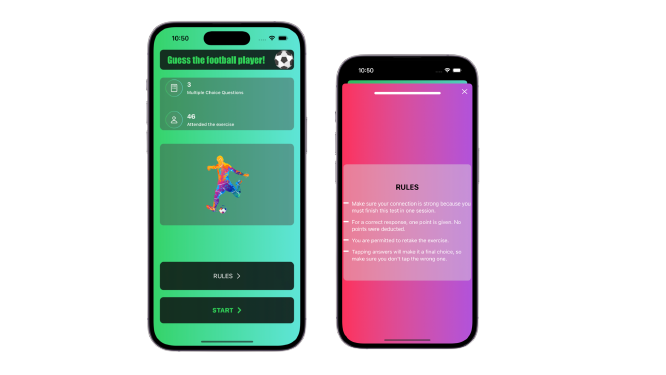 10:50
Guess the football player!
3
Multiple Choice Questions
46
Attended the exercise
RULES >
START >
10:50
RULES
Make sure your connection is strong because you
must finish this test in one session.
For a correct response, one point is given. No
points were deducted.
You are permitted to retake the exercise.
Tapping answers will make it a final choice, so
make sure you don't tap the wrong one.